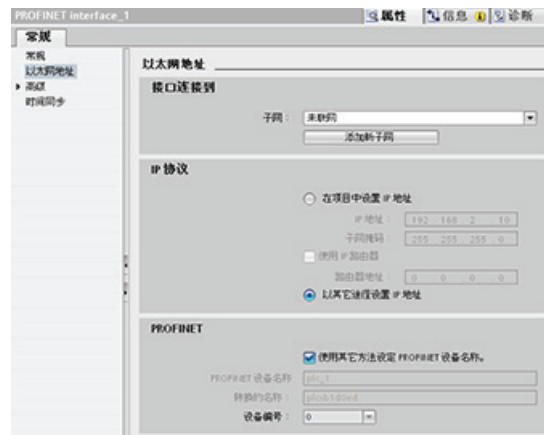 PROFINET interface_1
属性 信息 诊断
常规
常规
以太网地址
高级
时间同步
以太网地址
接口连接到
子网： 未联网
添加新子网
IP 协议
在项目中设置 IP 地址
IP 地址： 192 . 168 . 2 . 10
子网掩码： 255 . 255 . 255 . 0
使用 IP 路由器
路由器地址： 0 . 0 . 0 . 0
以其它途径设置 IP 地址
PROFINET
使用其它方法设定 PROFINET 设备名称。
PROFINET 设备名称 plc_1
转换的名称： plcxb1d0ed
设备编号： 0